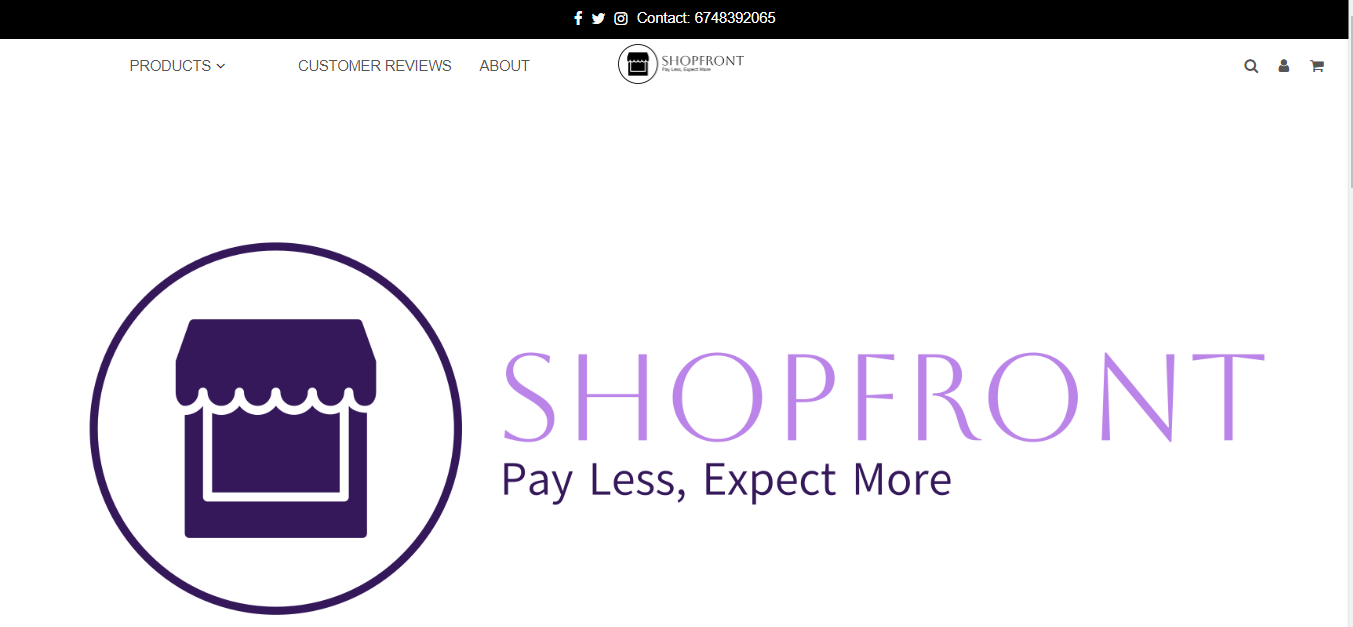 Contact: 6748392065
PRODUCTS
CUSTOMER REVIEWS
ABOUT
SHOPFRONT
Pay Less, Expect More
SHOPFRONT
Pay Less, Expect More